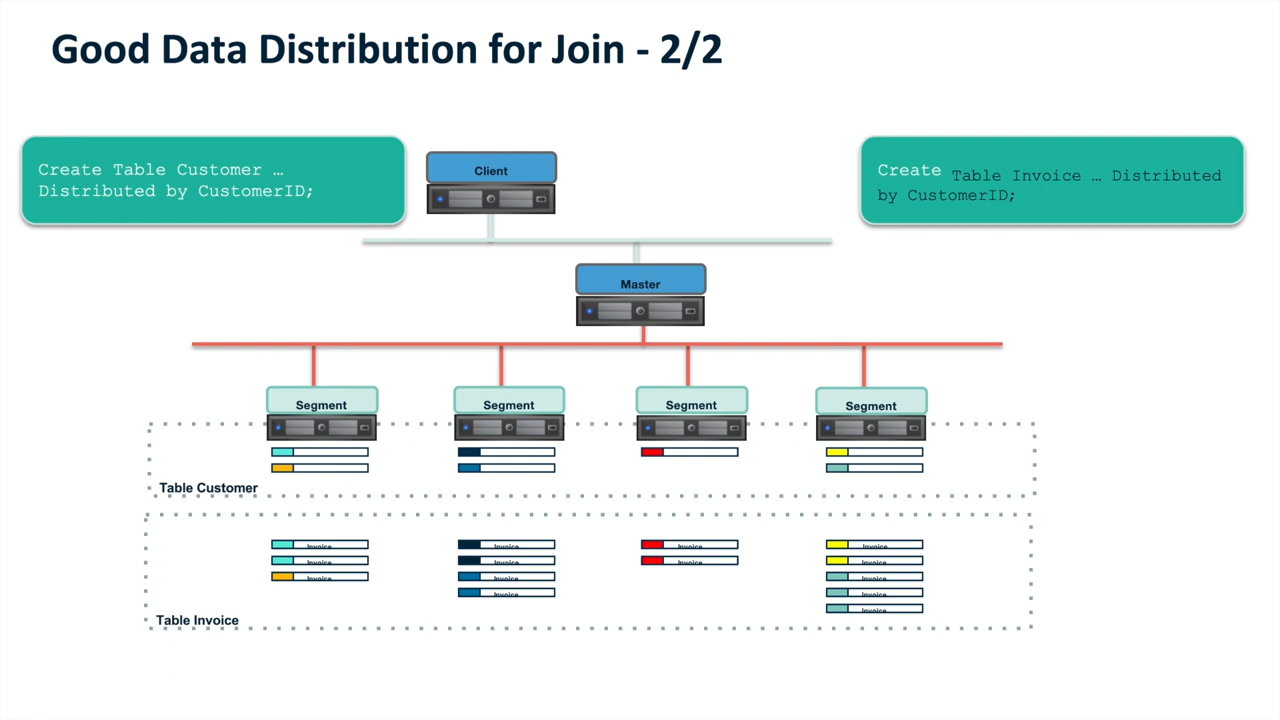 Good Data Distribution for Join - 2/2
Create Table Customer …
Distributed by CustomerID;
Client
Create Table Invoice … Distributed
by CustomerID;
Master
Segment Segment Segment Segment
Table Customer
Invoice Invoice Invoice Invoice
Invoice Invoice Invoice Invoice
Invoice Invoice Invoice
Invoice Invoice
Invoice
Table Invoice